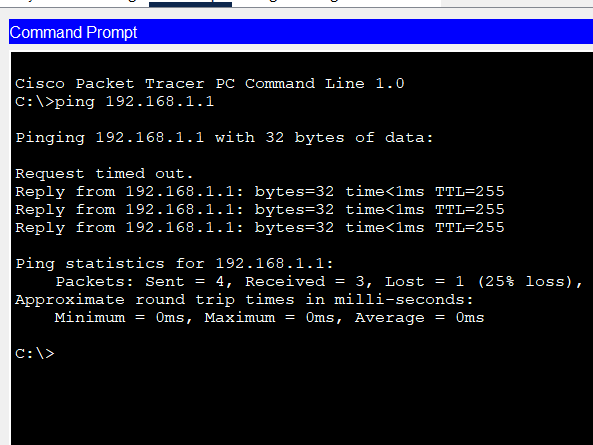 Command Prompt
Cisco Packet Tracer PC Command Line 1.0
C:\>ping 192.168.1.1
Pinging 192.168.1.1 with 32 bytes of data:
Request timed out.
Reply from 192.168.1.1: bytes=32 time<1ms TTL=255
Reply from 192.168.1.1: bytes=32 time<1ms TTL=255
Reply from 192.168.1.1: bytes=32 time<1ms TTL=255
Ping statistics for 192.168.1.1:
Packets: Sent = 4, Received = 3, Lost = 1 (25% loss),
Approximate round trip times in milli-seconds:
Minimum = 0ms, Maximum = 0ms, Average = 0ms
C:\>